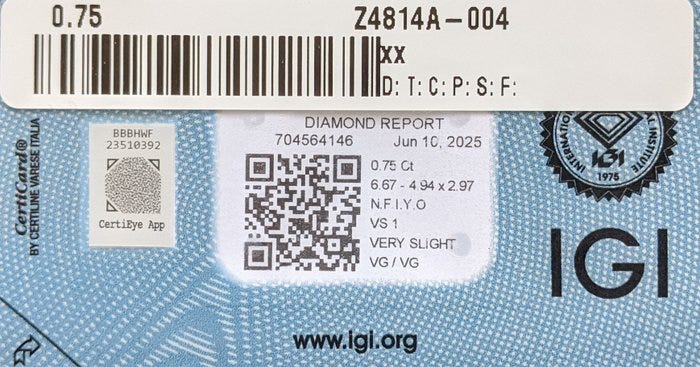 0.75
Z4814A-004
XX
D: T: C: P: S: F:
DIAMOND REPORT
704564146 Jun 10, 2025
0.75 Ct
6.67 - 4.94 x 2.97
N.F.I.Y.O
VS 1
VERY SLIGHT
VG / VG
BBBHWF
23510392
CertiEye App
CertiCard®
BY CERTILINE VARESE ITALIA
IGI
1975
INSTITUTE
IGI
www.igi.org